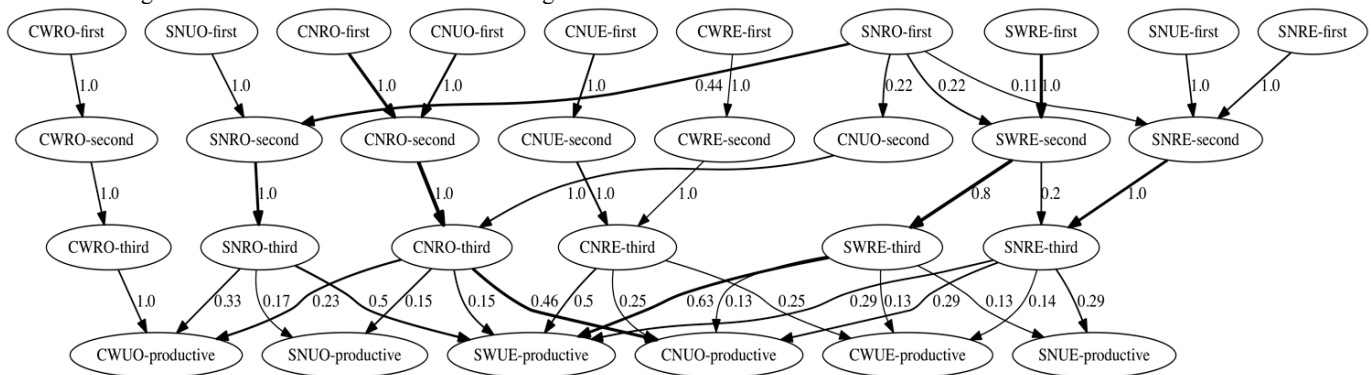 CWRO-first SNUO-first CNRO-first CNUO-first CNUE-first CWRE-first SNRO-first SWRE-first SNUE-first SNRE-first
1.0 1.0 1.0 1.0 1.0 0.44 1.0 0.22 0.22 0.11 1.0 1.0 1.0
CWRO-second SNRO-second CNRO-second CNUE-second CWRE-second CNUO-second SWRE-second SNRE-second
1.0 1.0 1.0 1.0 1.0 1.0 0.8 0.2 1.0
CWRO-third SNRO-third CNRO-third CNRE-third SWRE-third SNRE-third
1.0 0.33 0.17 0.23 0.5 0.15 0.15 0.46 0.5 0.25 0.63 0.13 0.25 0.29 0.13 0.29 0.13 0.14 0.29
CWUO-productive SNUO-productive SWUE-productive CNUO-productive CWUE-productive SNUE-productive